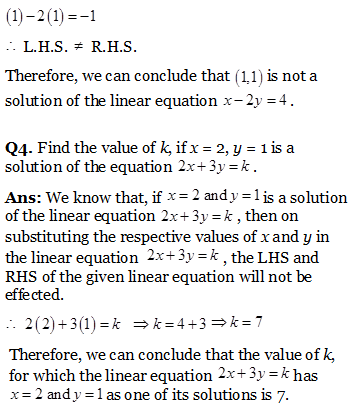 (1)−2(1)=−1
∴ L.H.S. ≠ R.H.S.
Therefore, we can conclude that (1,1) is not a
solution of the linear equation x−2y=4.
Q4. Find the value of k, if x = 2, y = 1 is a
solution of the equation 2x+3y=k.
Ans: We know that, if x=2 and y=1 is a solution
of the linear equation 2x+3y=k, then on
substituting the respective values of x and y in
the linear equation 2x+3y=k, the LHS and
RHS of the given linear equation will not be
effected.
∴ 2(2)+3(1)=k ⇒k=4+3⇒k=7
Therefore, we can conclude that the value of k,
for which the linear equation 2x+3y=k has
x=2 and y=1 as one of its solutions is 7.